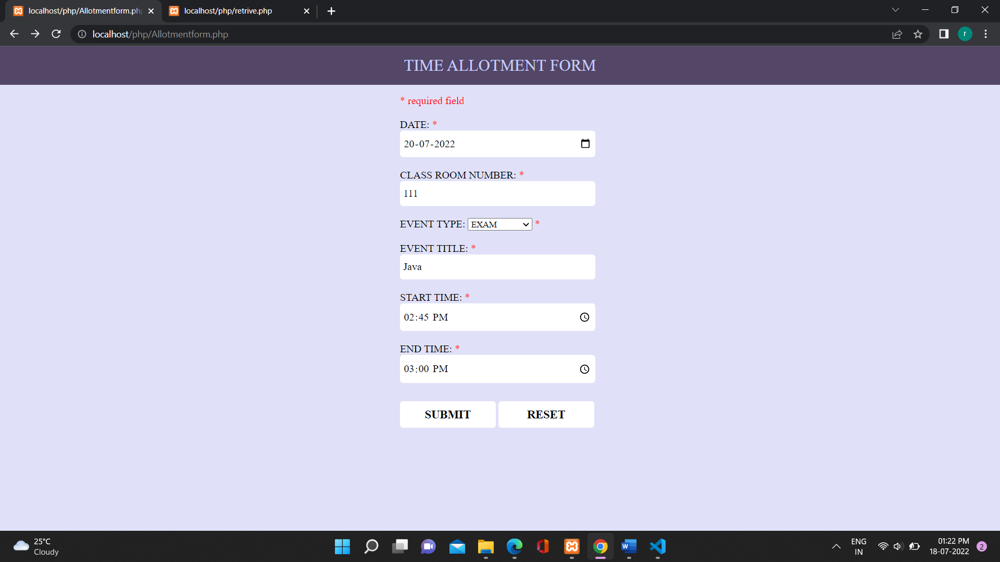 localhost/php/Allotmentform.php
localhost/php/retrive.php
localhost/php/Allotmentform.php
r
TIME ALLOTMENT FORM
* required field
DATE: *
20-07-2022
CLASS ROOM NUMBER: *
111
EVENT TYPE: EXAM *
EVENT TITLE: *
Java
START TIME: *
02:45 PM
END TIME: *
03:00 PM
SUBMIT RESET
25°C
Cloudy
W
ENG
IN
01:22 PM
18-07-2022
2